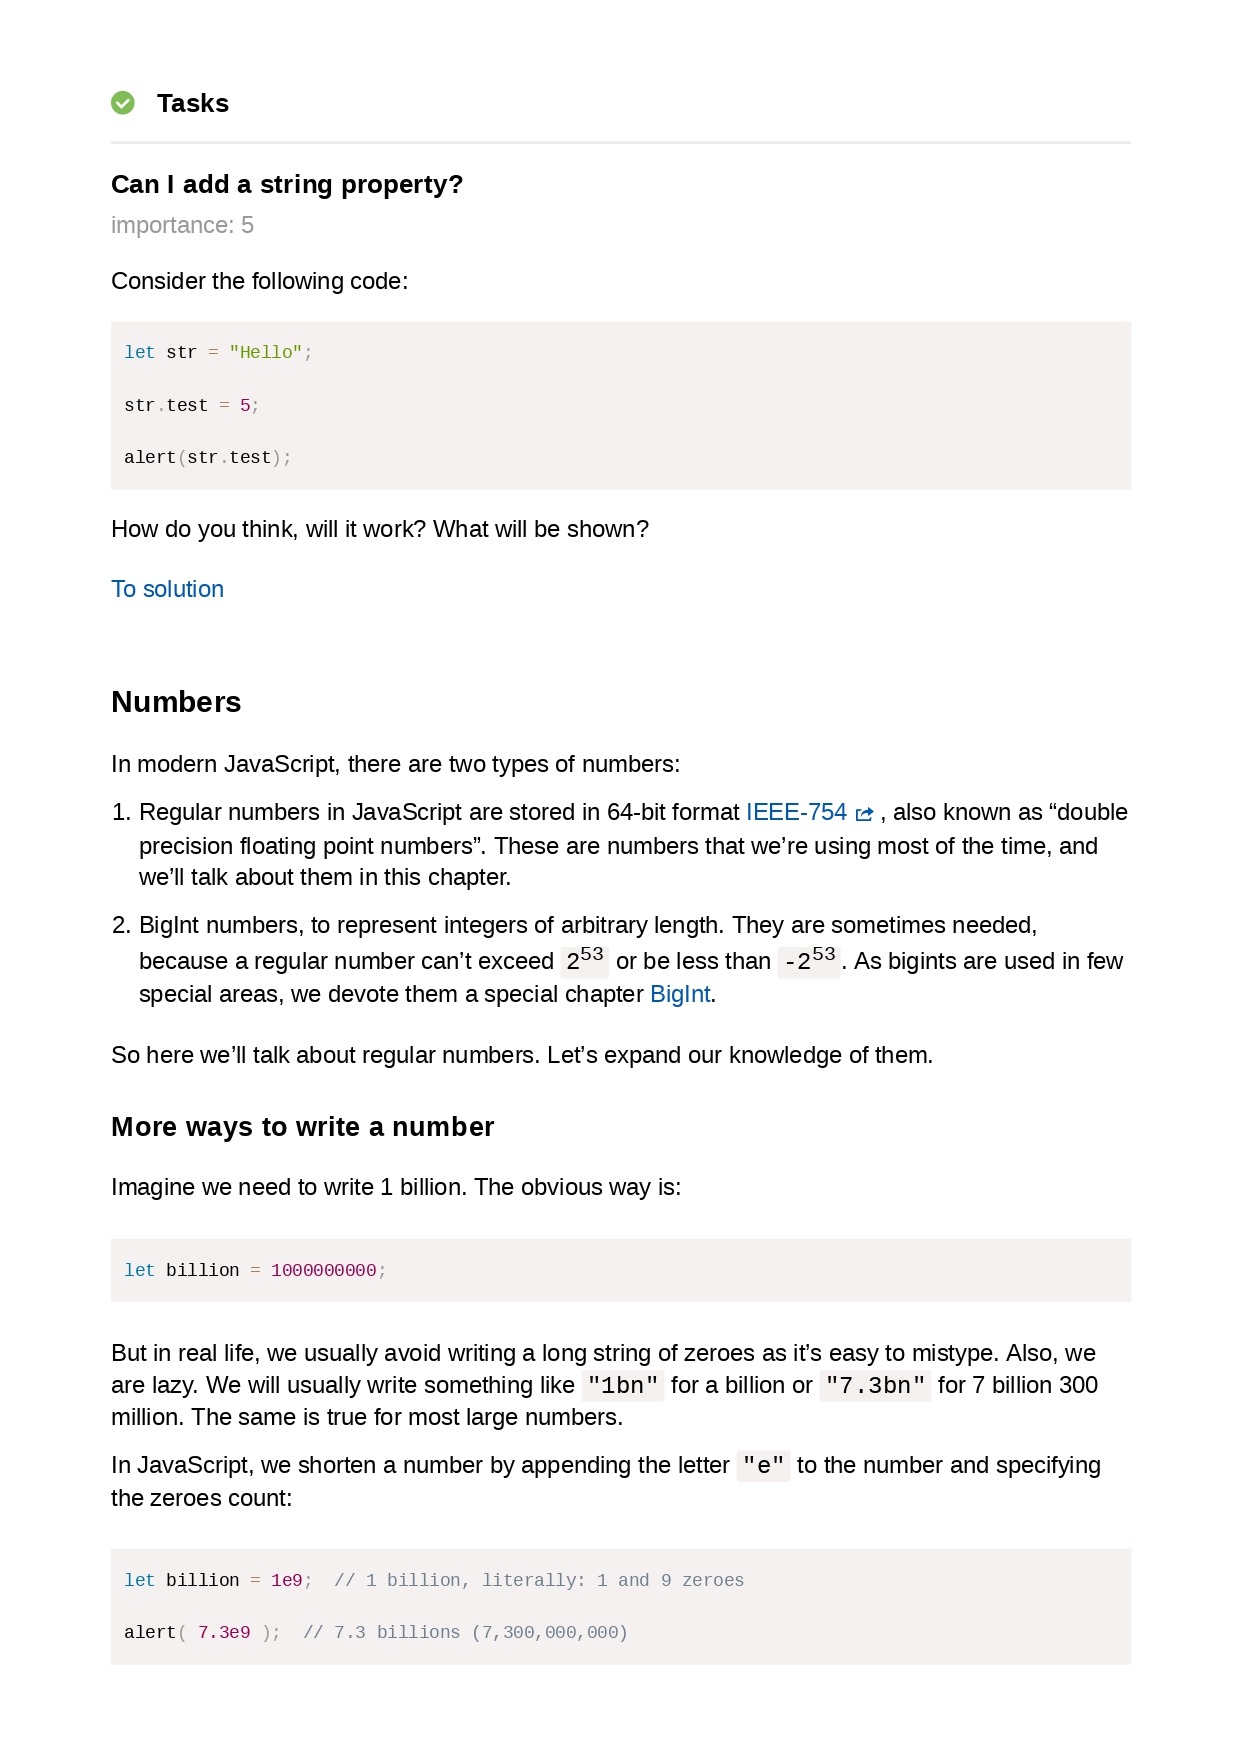 Tasks
Can I add a string property?
importance: 5
Consider the following code:
let str = "Hello";
str.test = 5;
alert(str.test);
How do you think, will it work? What will be shown?
To solution
Numbers
In modern JavaScript, there are two types of numbers:
1. Regular numbers in JavaScript are stored in 64-bit format IEEE-754 , also known as “double
precision floating point numbers”. These are numbers that we’re using most of the time, and
we’ll talk about them in this chapter.
2. BigInt numbers, to represent integers of arbitrary length. They are sometimes needed,
because a regular number can’t exceed 2⁵³ or be less than -2⁵³. As bigints are used in few
special areas, we devote them a special chapter BigInt.
So here we’ll talk about regular numbers. Let’s expand our knowledge of them.
More ways to write a number
Imagine we need to write 1 billion. The obvious way is:
let billion = 1000000000;
But in real life, we usually avoid writing a long string of zeroes as it’s easy to mistype. Also, we
are lazy. We will usually write something like "1bn" for a billion or "7.3bn" for 7 billion 300
million. The same is true for most large numbers.
In JavaScript, we shorten a number by appending the letter "e" to the number and specifying
the zeroes count:
let billion = 1e9;  // 1 billion, literally: 1 and 9 zeroes
alert( 7.3e9 );  // 7.3 billions (7,300,000,000)